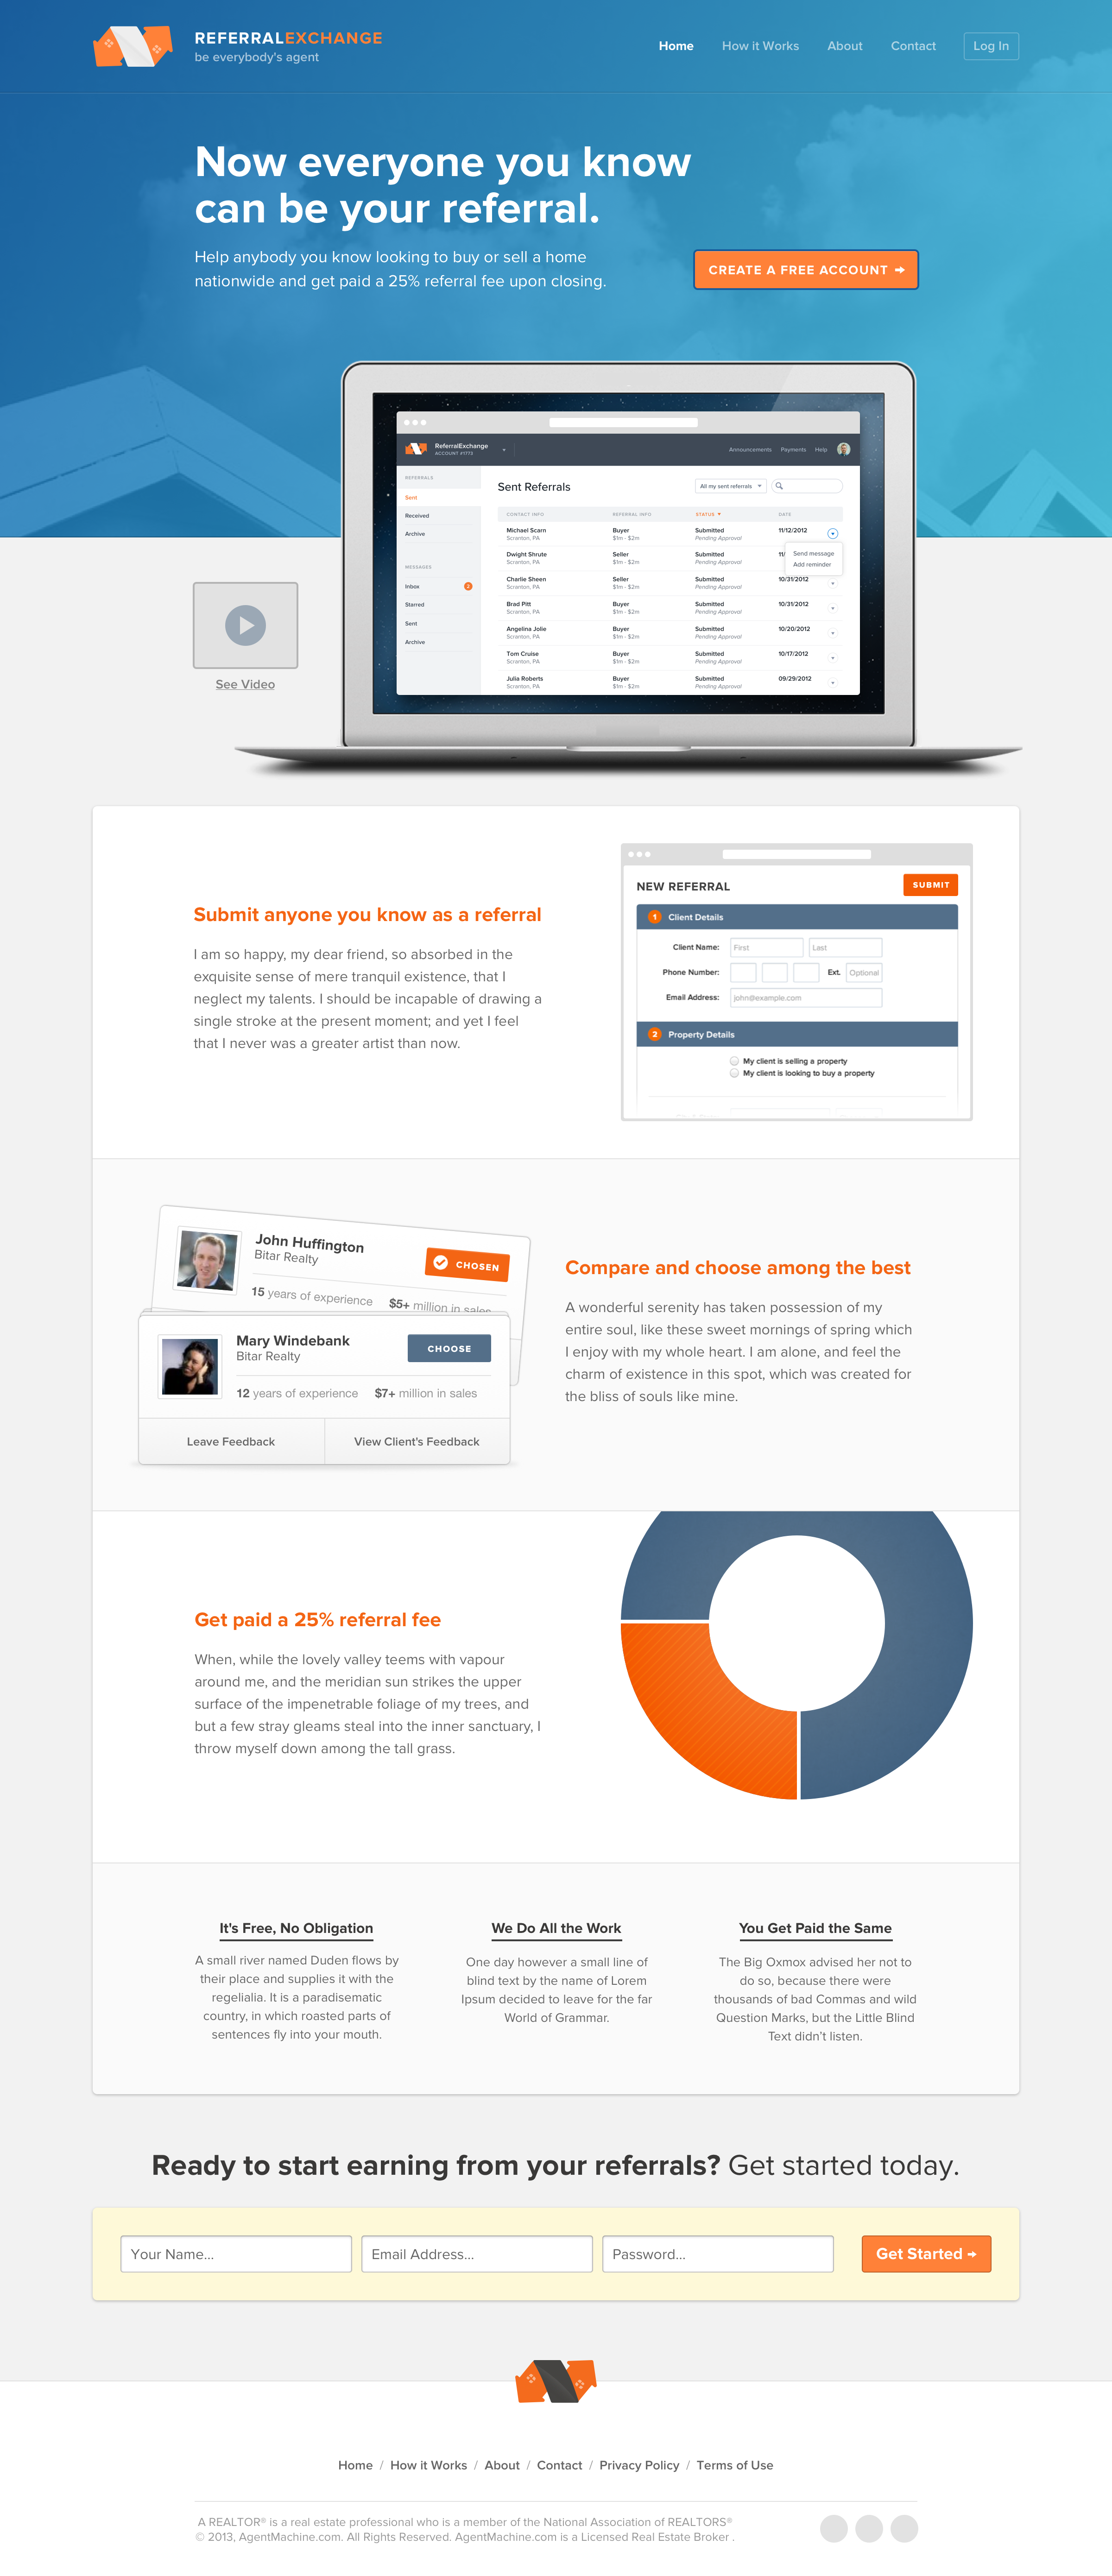 REFERRALEXCHANGE
be everybody's agent
Home
How it Works
About
Contact
Log In
Now everyone you know
can be your referral.
Help anybody you know looking to buy or sell a home
nationwide and get paid a 25% referral fee upon closing.
CREATE A FREE ACCOUNT
ReferralExchange
ACCOUNT #1773
Announcements
Payments
Help
REFERRALS
Sent
Received
Archive
MESSAGES
Inbox
Starred
Sent
Archive
Sent Referrals
All my sent referrals
CONTACT INFO REFERRAL INFO STATUS DATE
Michael Scarn Buyer Submitted 11/12/2012
Scranton, PA $1m - $2m Pending Approval
Dwight Shrute Seller Submitted 11/
Scranton, PA $1m - $2m Pending Approval
Send message
Add reminder
Charlie Sheen Seller Submitted 10/31/2012
Scranton, PA $1m - $2m Pending Approval
Brad Pitt Buyer Submitted 10/31/2012
Scranton, PA $1m - $2m Pending Approval
Angelina Jolie Buyer Submitted 10/20/2012
Scranton, PA $1m - $2m Pending Approval
Tom Cruise Buyer Submitted 10/17/2012
Scranton, PA $1m - $2m Pending Approval
Julia Roberts Buyer Submitted 09/29/2012
Scranton, PA $1m - $2m Pending Approval
See Video
Submit anyone you know as a referral
I am so happy, my dear friend, so absorbed in the
exquisite sense of mere tranquil existence, that I
neglect my talents. I should be incapable of drawing a
single stroke at the present moment; and yet I feel
that I never was a greater artist than now.
NEW REFERRAL
SUBMIT
1 Client Details
Client Name: First Last
Phone Number: Ext. Optional
Email Address: john@example.com
2 Property Details
My client is selling a property
My client is looking to buy a property
John Huffington
Bitar Realty
CHOSEN
15 years of experience $5+ million in sales
Mary Windebank
Bitar Realty
CHOOSE
12 years of experience $7+ million in sales
Leave Feedback
View Client's Feedback
Compare and choose among the best
A wonderful serenity has taken possession of my
entire soul, like these sweet mornings of spring which
I enjoy with my whole heart. I am alone, and feel the
charm of existence in this spot, which was created for
the bliss of souls like mine.
Get paid a 25% referral fee
When, while the lovely valley teems with vapour
around me, and the meridian sun strikes the upper
surface of the impenetrable foliage of my trees, and
but a few stray gleams steal into the inner sanctuary, I
throw myself down among the tall grass.
It's Free, No Obligation
A small river named Duden flows by
their place and supplies it with the
regelialia. It is a paradisematic
country, in which roasted parts of
sentences fly into your mouth.
We Do All the Work
One day however a small line of
blind text by the name of Lorem
Ipsum decided to leave for the far
World of Grammar.
You Get Paid the Same
The Big Oxmox advised her not to
do so, because there were
thousands of bad Commas and wild
Question Marks, but the Little Blind
Text didn't listen.
Ready to start earning from your referrals? Get started today.
Your Name...
Email Address...
Password...
Get Started
Home / How it Works / About / Contact / Privacy Policy / Terms of Use
A REALTOR® is a real estate professional who is a member of the National Association of REALTORS®
© 2013, AgentMachine.com. All Rights Reserved. AgentMachine.com is a Licensed Real Estate Broker .